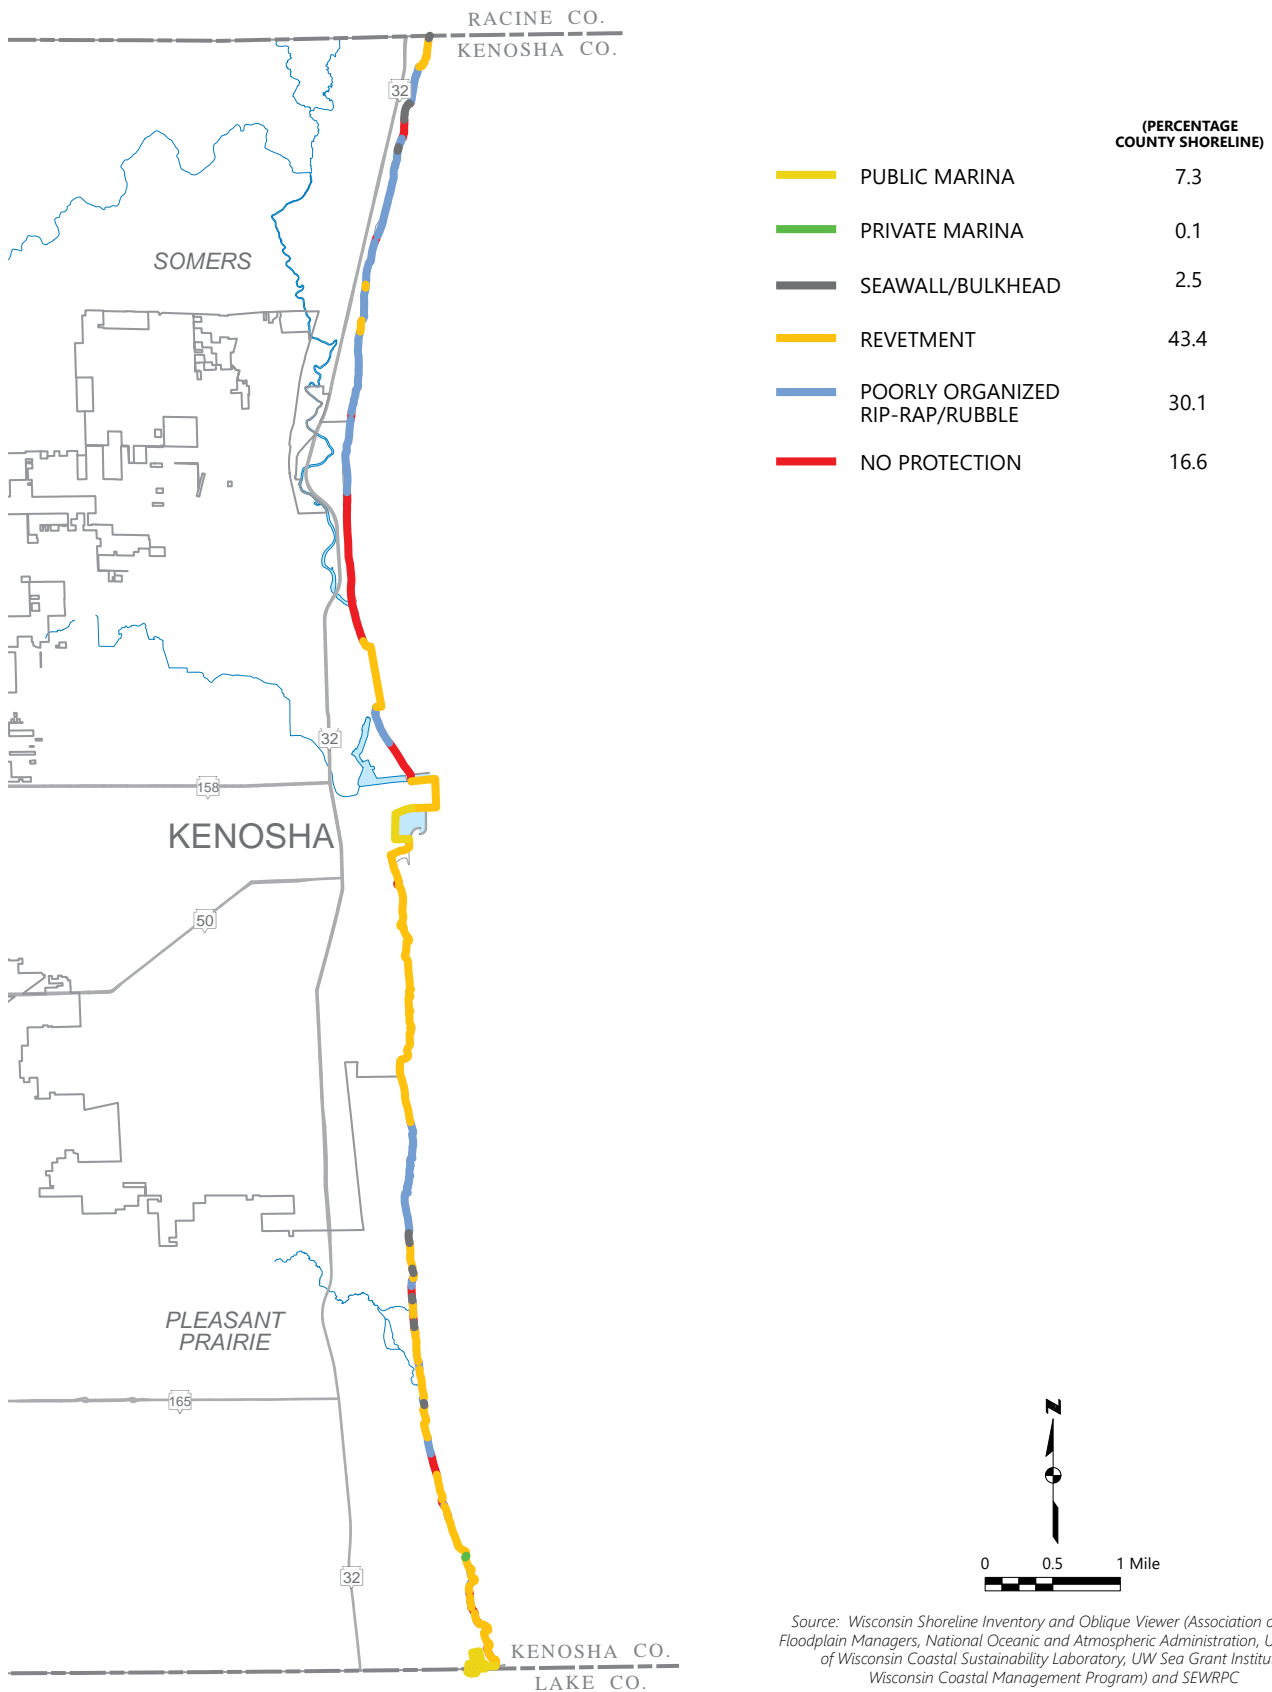 RACINE CO.
KENOSHA CO.
32
(PERCENTAGE
COUNTY SHORELINE)
PUBLIC MARINA 7.3
PRIVATE MARINA 0.1
SEAWALL/BULKHEAD 2.5
REVETMENT 43.4
POORLY ORGANIZED
RIP-RAP/RUBBLE 30.1
NO PROTECTION 16.6
SOMERS
32
158
KENOSHA
50
PLEASANT
PRAIRIE
165
32
N
0 0.5 1 Mile
KENOSHA CO.
LAKE CO.
Source: Wisconsin Shoreline Inventory and Oblique Viewer (Association
Floodplain Managers, National Oceanic and Atmospheric Administration,
of Wisconsin Coastal Sustainability Laboratory, UW Sea Grant
Wisconsin Coastal Management Program) and SEWRPC